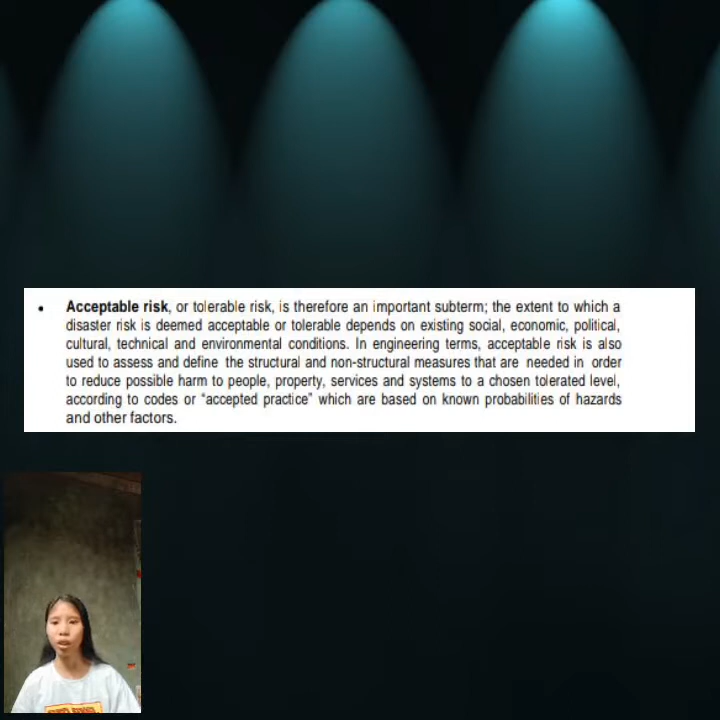 • Acceptable risk, or tolerable risk, is therefore an important subterm; the extent to which a
disaster risk is deemed acceptable or tolerable depends on existing social, economic, political,
cultural, technical and environmental conditions. In engineering terms, acceptable risk is also
used to assess and define the structural and non-structural measures that are needed in order
to reduce possible harm to people, property, services and systems to a chosen tolerated level,
according to codes or “accepted practice” which are based on known probabilities of hazards
and other factors.